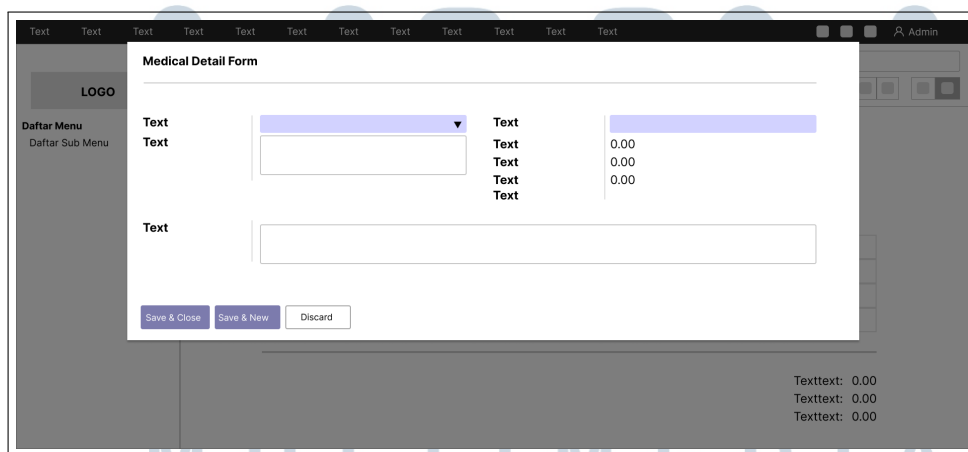 Text Text Text Text Text Text Text Text Text Text Text Text Admin
Medical Detail Form
LOGO
Daftar Menu
Daftar Sub Menu
Text
Text
Text
Text 0.00
Text 0.00
Text 0.00
Text
Text
Save & Close Save & New Discard
Texttext: 0.00
Texttext: 0.00
Texttext: 0.00